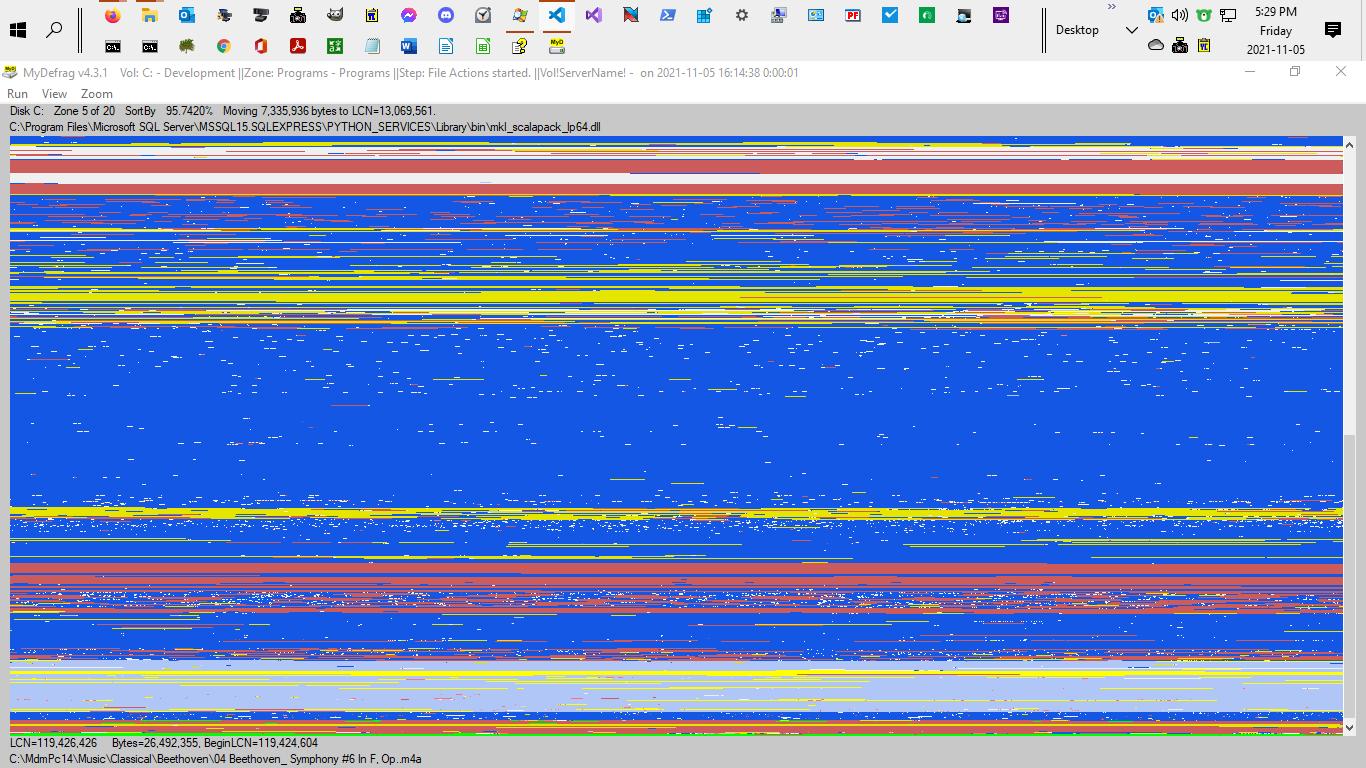 5:29 PM
Desktop
Friday
2021-11-05
MyDefrag v4.3.1 Vol: C: - Development ||Zone: Programs - Programs ||Step: File Actions started. ||Vol!ServerName! - on 2021-11-05 16:14:38 0:00:01
Run View Zoom
Disk C: Zone 5 of 20 SortBy 95.7420% Moving 7,335,936 bytes to LCN=13,069,561.
C:\Program Files\Microsoft SQL Server\MSSQL15.SQLEXPRESS\PYTHON_SERVICES\Library\bin\mkl_scalapack_lp64.dll
LCN=119,426,426 Bytes=26,492,355, BeginLCN=119,424,604
C:\MdmPc14\Music\Classical\Beethoven\04 Beethoven_ Symphony #6 In F, Op..m4a